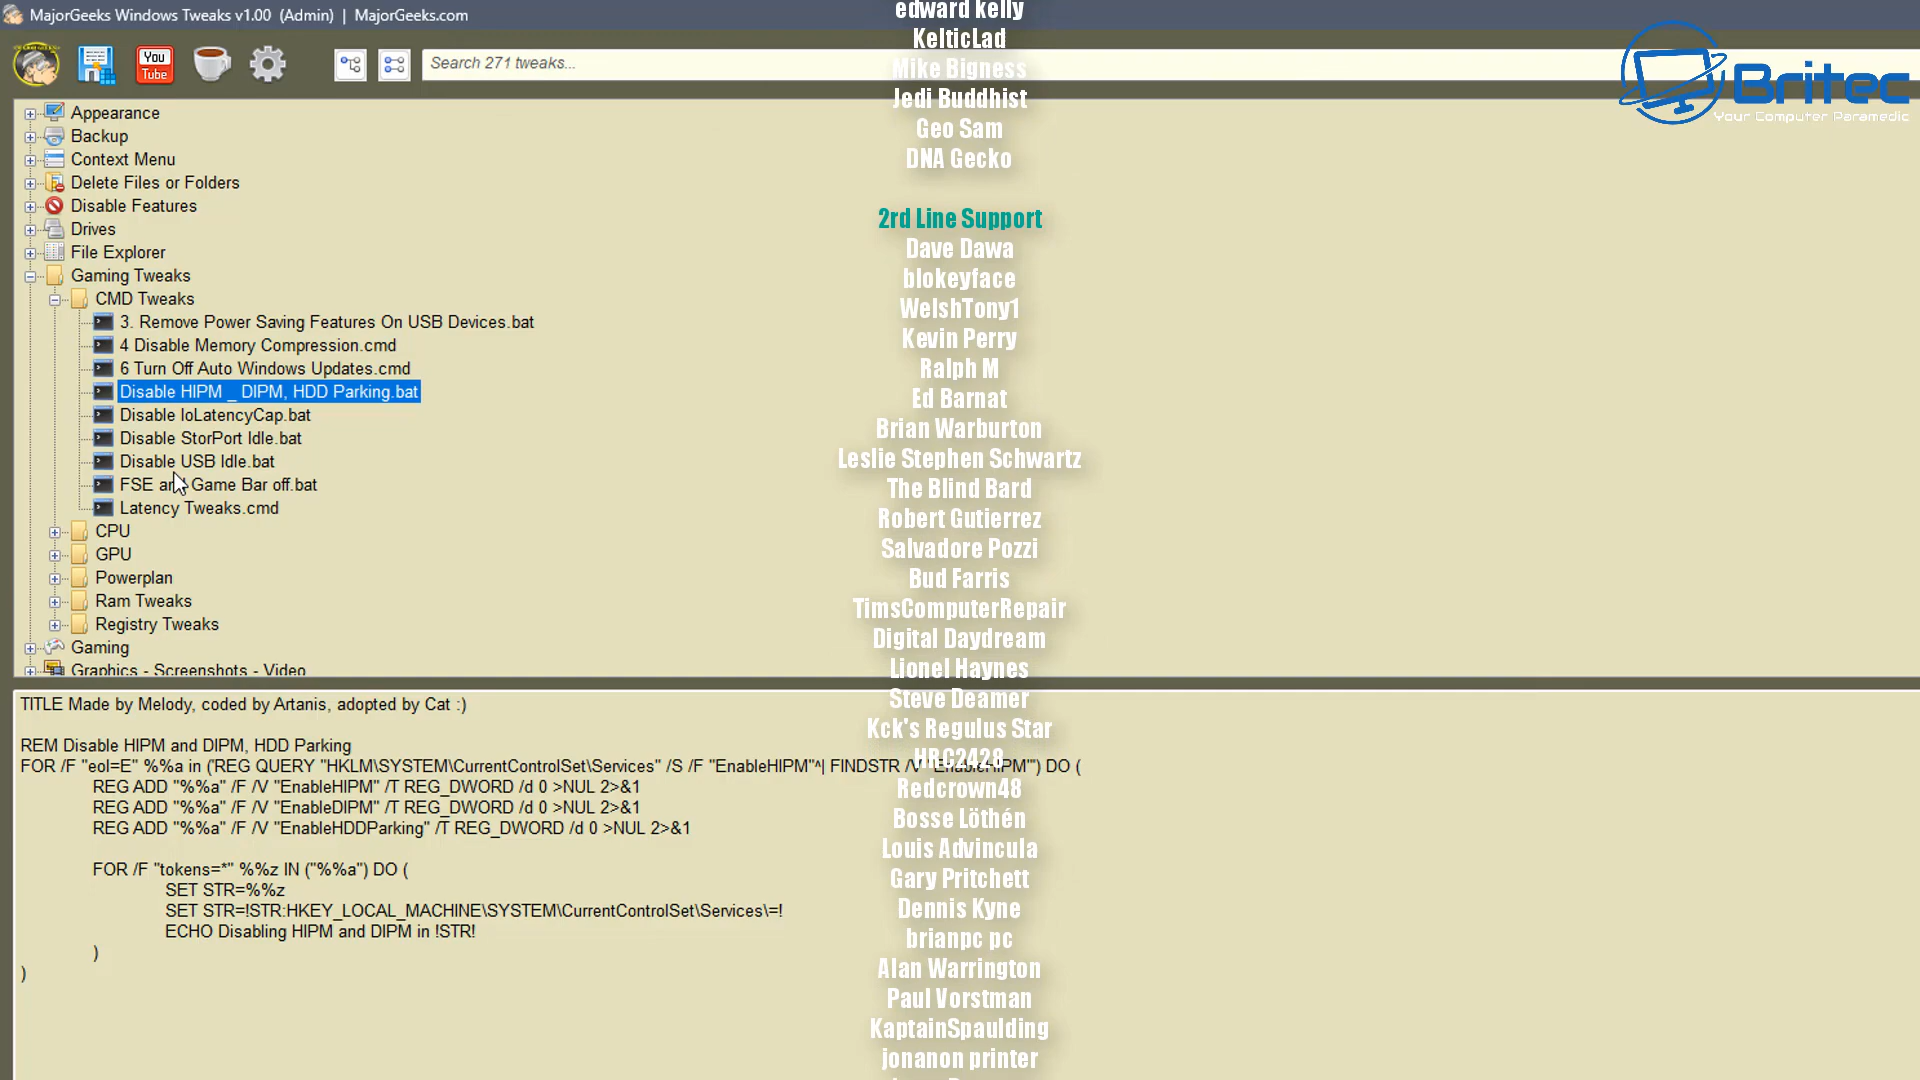 MajorGeeks Windows Tweaks v1.00 (Admin) | MajorGeeks.com
You
Tube
Search 271 tweaks...
Britec
Your Computer Paramedic
Appearance
Backup
Context Menu
Delete Files or Folders
Disable Features
Drives
File Explorer
Gaming Tweaks
CMD Tweaks
3. Remove Power Saving Features On USB Devices.bat
4 Disable Memory Compression.cmd
6 Turn Off Auto Windows Updates.cmd
Disable HIPM _ DIPM, HDD Parking.bat
Disable IoLatencyCap.bat
Disable StorPort Idle.bat
Disable USB Idle.bat
FSE and Game Bar off.bat
Latency Tweaks.cmd
CPU
GPU
Powerplan
Ram Tweaks
Registry Tweaks
Gaming
Graphics - Screenshots - Video
edward kelly
KelticLad
Mike Bigness
Jedi Buddhist
Geo Sam
DNA Gecko
2rd Line Support
Dave Dawa
blokeyface
WelshTony1
Kevin Perry
Ralph M
Ed Barnat
Brian Warburton
Leslie Stephen Schwartz
The Blind Bard
Robert Gutierrez
Salvadore Pozzi
Bud Farris
TimsComputerRepair
Digital Daydream
Lionel Haynes
Steve Deamer
Kck's Regulus Star
HRC2428
Redcrown48
Bosse Löthén
Louis Advincula
Gary Pritchett
Dennis Kyne
brianpc pc
Alan Warrington
Paul Vorstman
KaptainSpaulding
jonanon printer
TITLE Made by Melody, coded by Artanis, adopted by Cat :)
REM Disable HIPM and DIPM, HDD Parking
FOR /F "eol=E" %%a in ('REG QUERY "HKLM\SYSTEM\CurrentControlSet\Services" /S /F "EnableHIPM"^| FINDSTR /V "EnableHIPM"') DO (
REG ADD "%%a" /F /V "EnableHIPM" /T REG_DWORD /d 0 >NUL 2>&1
REG ADD "%%a" /F /V "EnableDIPM" /T REG_DWORD /d 0 >NUL 2>&1
REG ADD "%%a" /F /V "EnableHDDParking" /T REG_DWORD /d 0 >NUL 2>&1
FOR /F "tokens=*" %%z IN ("%%a") DO (
SET STR=%%z
SET STR=!STR:HKEY_LOCAL_MACHINE\SYSTEM\CurrentControlSet\Services\=!
ECHO Disabling HIPM and DIPM in !STR!
)
)